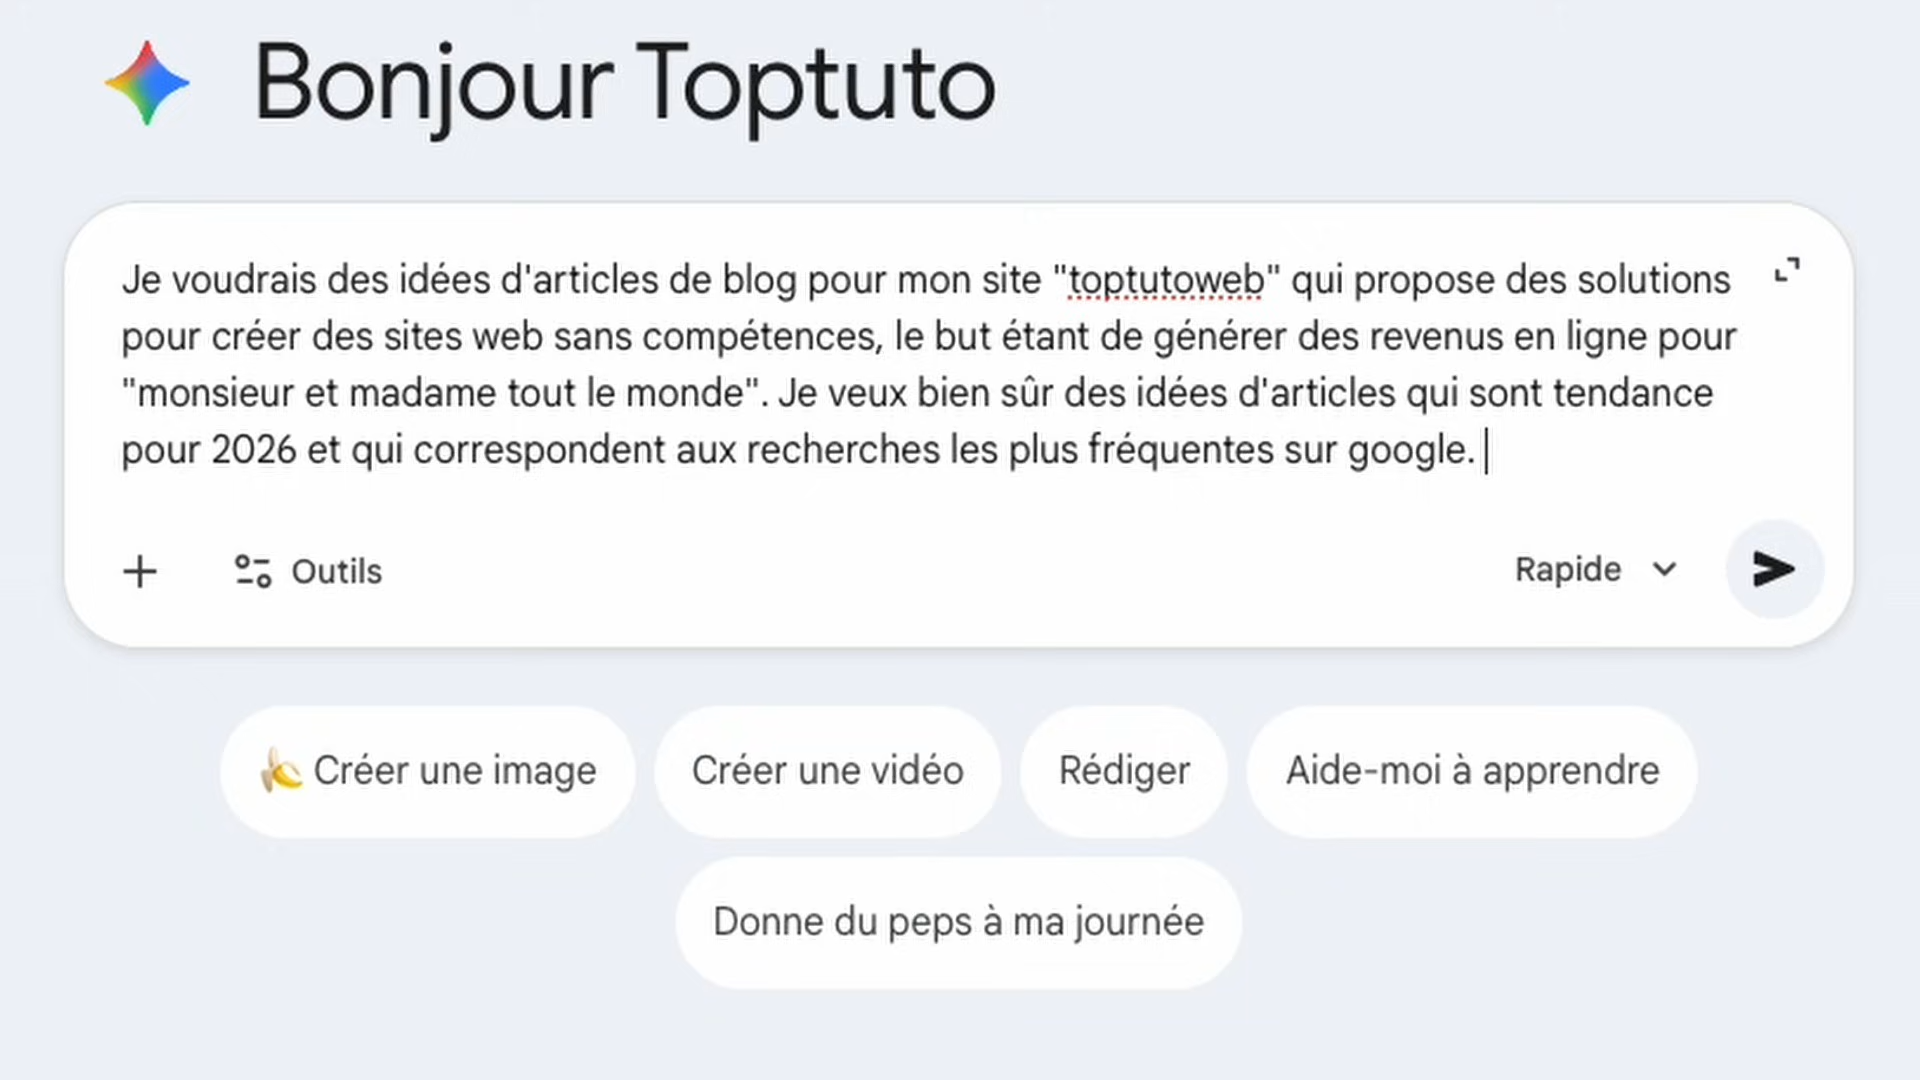 Bonjour Toptuto
Je voudrais des idées d'articles de blog pour mon site "toptutoweb" qui propose des solutions
pour créer des sites web sans compétences, le but étant de générer des revenus en ligne pour
"monsieur et madame tout le monde". Je veux bien sûr des idées d'articles qui sont tendance
pour 2026 et qui correspondent aux recherches les plus fréquentes sur google.
Outils
Rapide
Créer une image
Créer une vidéo
Rédiger
Aide-moi à apprendre
Donne du peps à ma journée